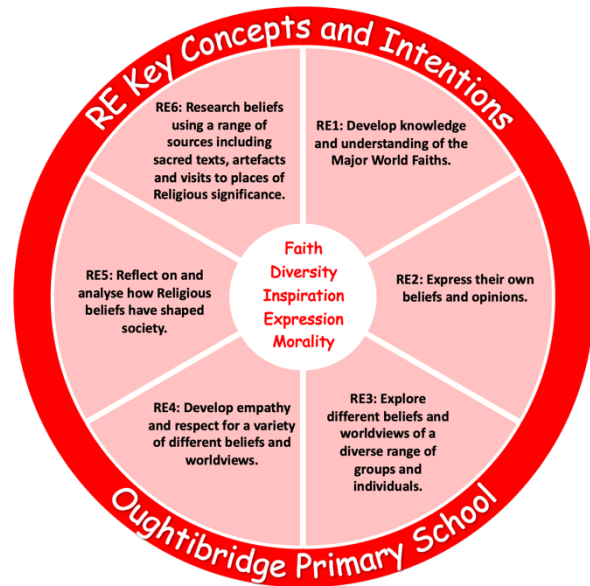 RE Key Concepts and Intentions
RE1: Develop knowledge
and understanding of the
Major World Faiths.
RE2: Express their own
beliefs and opinions.
RE3: Explore
different beliefs and
worldviews of a
diverse range of
groups and
individuals.
RE4: Develop empathy
and respect for a variety
of different beliefs and
worldviews.
RE5: Reflect on and
analyse how Religious
beliefs have shaped
society.
RE6: Research beliefs
using a range of
sources including
sacred texts, artefacts
and visits to places of
Religious significance.
Faith
Diversity
Inspiration
Expression
Morality
Oughtibridge Primary School